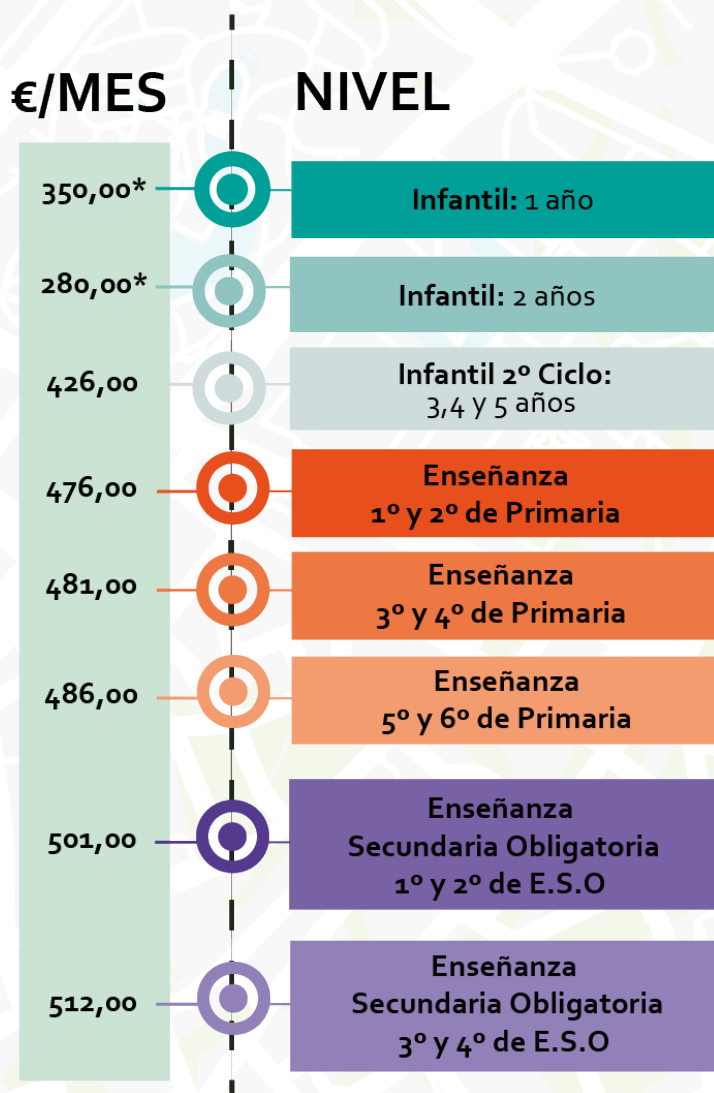 €/MES NIVEL
350,00* Infantil: 1 año
280,00* Infantil: 2 años
426,00 Infantil 2º Ciclo:
3,4 y 5 años
476,00 Enseñanza
1º y 2º de Primaria
481,00 Enseñanza
3º y 4º de Primaria
486,00 Enseñanza
5º y 6º de Primaria
501,00 Enseñanza
Secundaria Obligatoria
1º y 2º de E.S.O
512,00 Enseñanza
Secundaria Obligatoria
3º y 4º de E.S.O